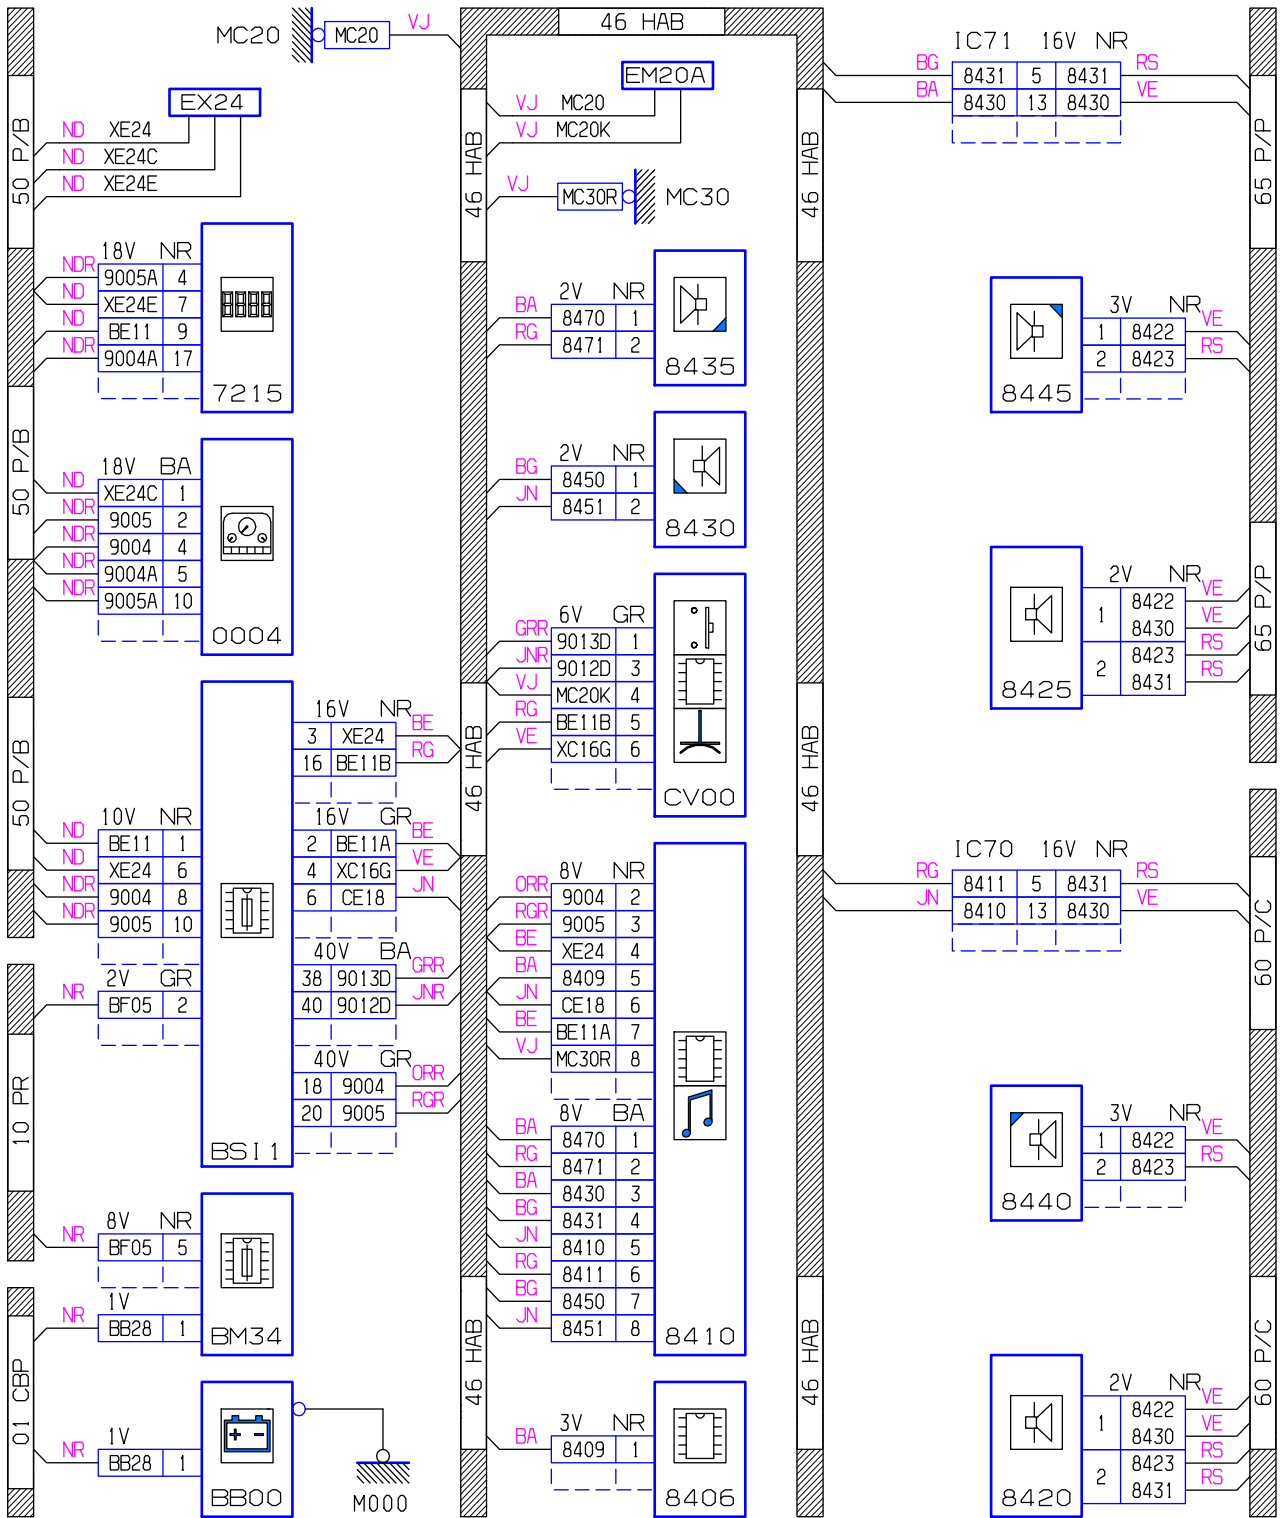 46 HAB
MC20 MC20 VJ
50 P/B
EX24
ND XE24
ND XE24C
ND XE24E
18V NR
NDR 9005A 4
ND XE24E 7
ND BE11 9
NDR 9004A 17
7215
50 P/B
18V BA
ND XE24C 1
NDR 9005 2
NDR 9004 4
NDR 9004A 5
NDR 9005A 10
0004
50 P/B
10V NR
ND BE11 1
ND XE24 6
NDR 9004 8
NDR 9005 10
2V GR
NR BF05 2
16V NR
3 XE24 BE
16 BE11B RG
16V GR
2 BE11A BE
4 XC16G VE
6 CE18 JN
40V BA
38 9013D GRR
40 9012D JNR
40V GR
18 9004 ORR
20 9005 RGR
BSI1
10 PR
8V NR
NR BF05 5
1V
NR BB28 1
BM34
01 CBP
1V
NR BB28 1
BB00
M000
46 HAB
EM20A
VJ MC20
VJ MC20K
VJ MC30R MC30
2V NR
BA 8470 1
RG 8471 2
8435
2V NR
BG 8450 1
JN 8451 2
8430
46 HAB
6V GR
GRR 9013D 1
JNR 9012D 3
VJ MC20K 4
RG BE11B 5
VE XC16G 6
CV00
8V NR
ORR 9004 2
RGR 9005 3
BE XE24 4
BA 8409 5
JN CE18 6
BE BE11A 7
VJ MC30R 8
8V BA
BA 8470 1
RG 8471 2
BA 8430 3
BG 8431 4
JN 8410 5
RG 8411 6
BG 8450 7
JN 8451 8
8410
46 HAB
3V NR
BA 8409 1
8406
46 HAB
46 HAB
IC71 16V NR
BG 8431 5 8431 RS
BA 8430 13 8430 VE
65 P/P
3V NR
1 8422 VE
2 8423 RS
8445
2V NR
1 8422 VE
8430 VE
2 8423 RS
8431 RS
8425
65 P/P
IC70 16V NR
RG 8411 5 8431 RS
JN 8410 13 8430 VE
60 P/C
3V NR
1 8422 VE
2 8423 RS
8440
2V NR
1 8422 VE
8430 VE
2 8423 RS
8431 RS
8420
60 P/C